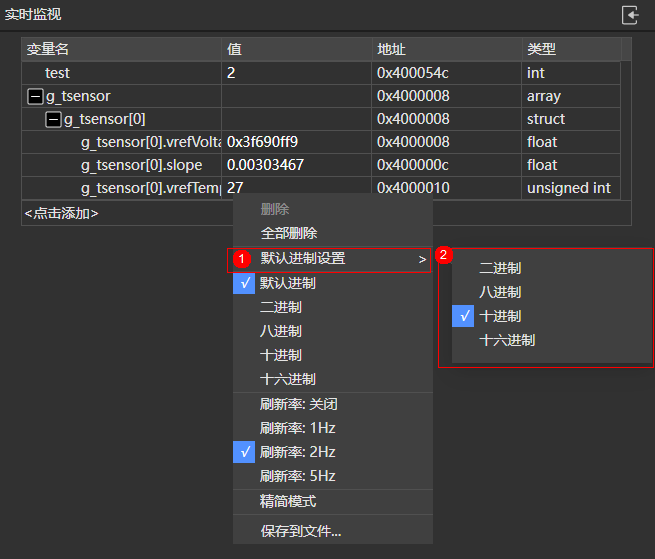 实时监视
变量名 值 地址 类型
test 2 0x400054c int
g_tsensor 0x4000008 array
g_tsensor[0] 0x4000008 struct
g_tsensor[0].vrefVolta 0x3f690ff9 0x4000008 float
g_tsensor[0].slope 0.00303467 0x400000c float
g_tsensor[0].vrefTemp 27 0x4000010 unsigned int
<点击添加>
删除
全部删除
1 默认进制设置 >
默认进制
二进制
八进制
十进制
十六进制
刷新率: 关闭
刷新率: 1Hz
刷新率: 2Hz
刷新率: 5Hz
精简模式
保存到文件...
2
二进制
八进制
十进制
十六进制